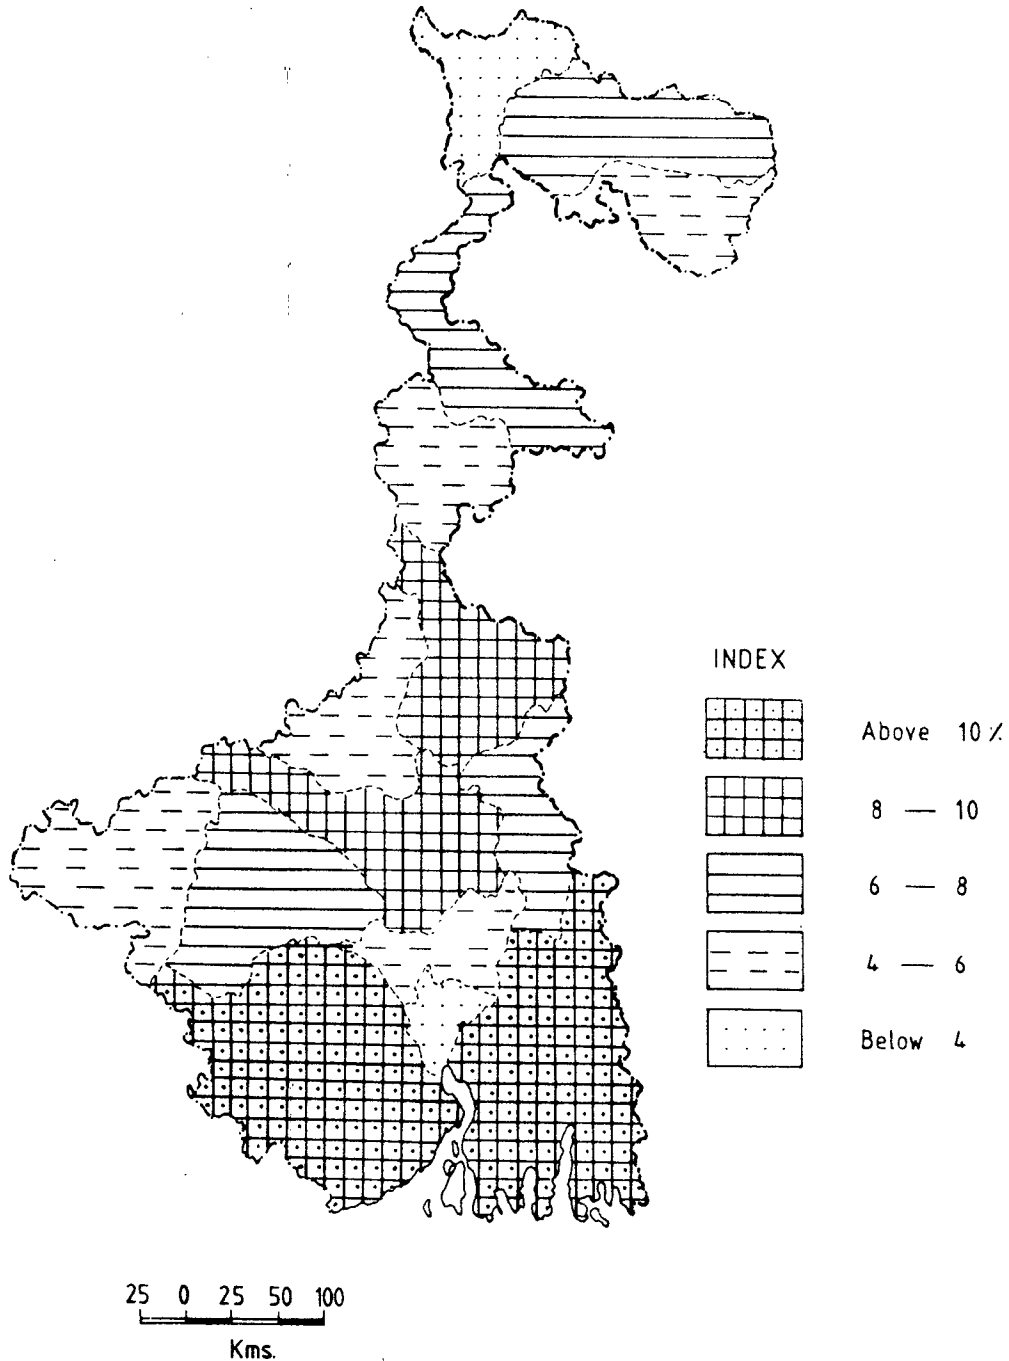 INDEX
Above 10 %
8 — 10
6 — 8
4 — 6
Below 4
25 0 25 50 100
Kms.